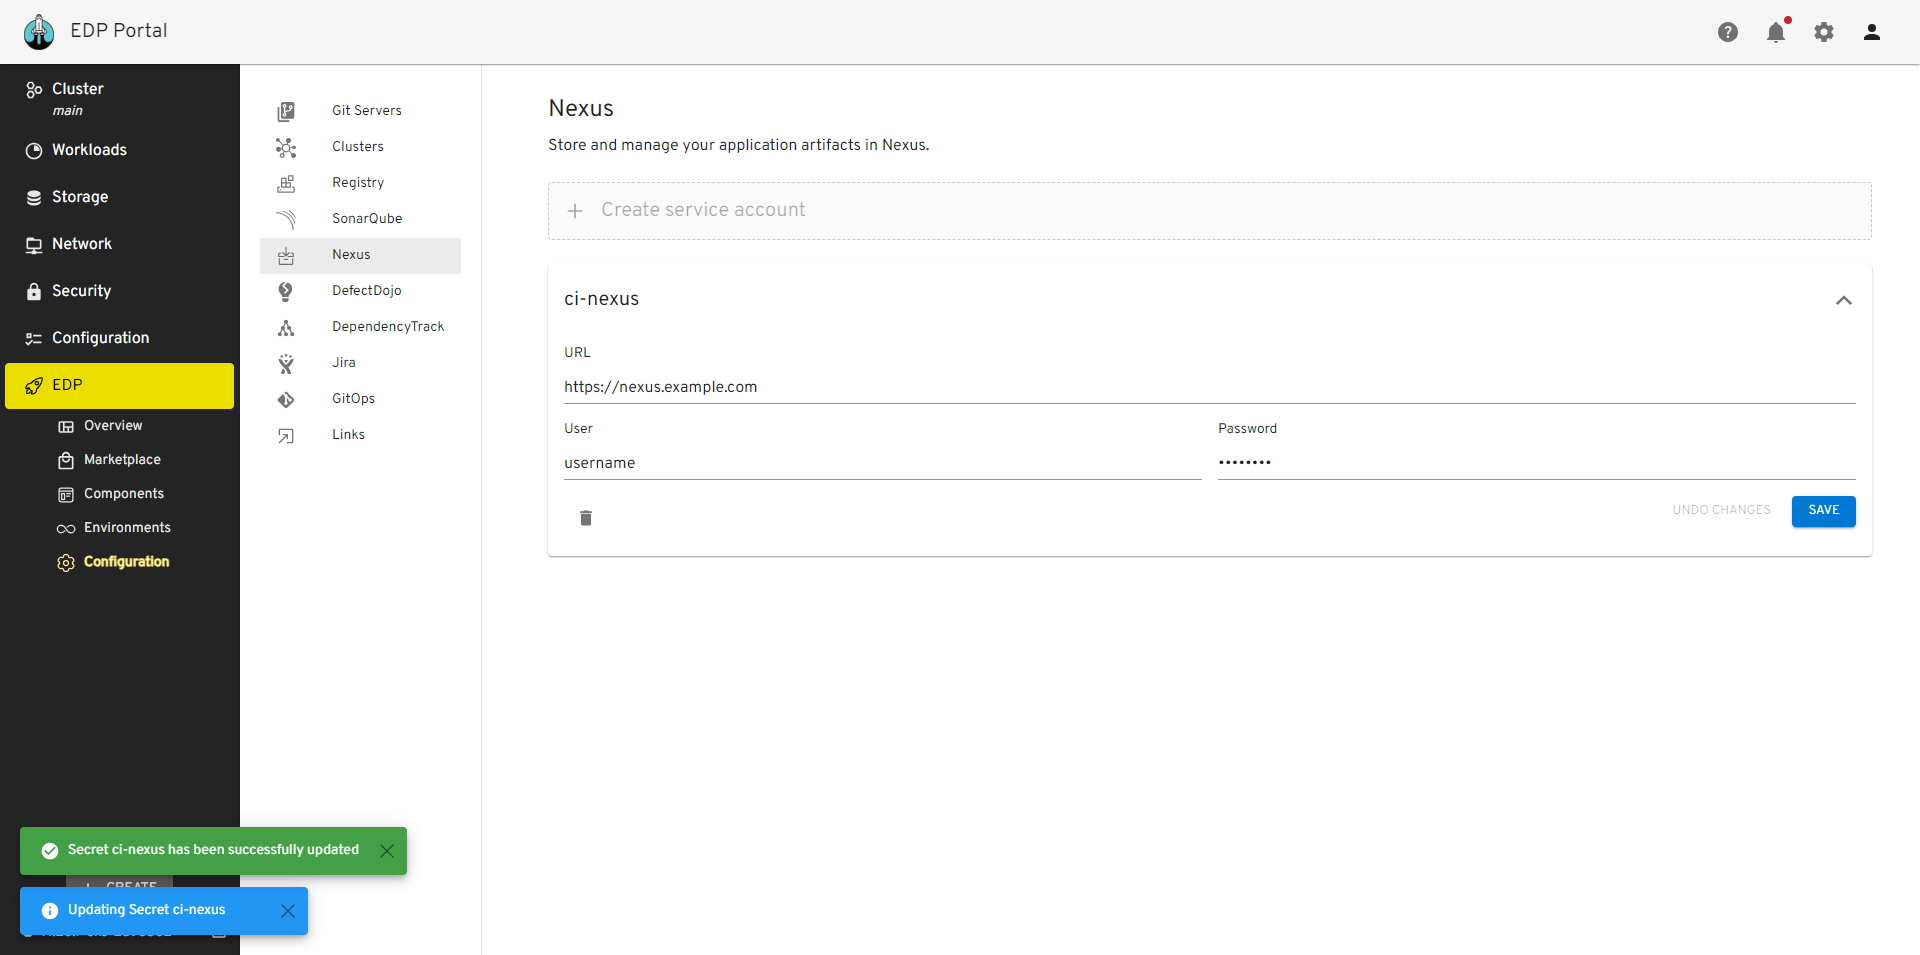 EDP Portal
Cluster
main
Workloads
Storage
Network
Security
Configuration
EDP
Overview
Marketplace
Components
Environments
Configuration
Git Servers
Clusters
Registry
SonarQube
Nexus
DefectDojo
DependencyTrack
Jira
GitOps
Links
Nexus
Store and manage your application artifacts in Nexus.
+ Create service account
ci-nexus
URL
https://nexus.example.com
User
Password
username
••••••••
UNDO CHANGES
SAVE
Secret ci-nexus has been successfully updated
CREATE
Updating Secret ci-nexus